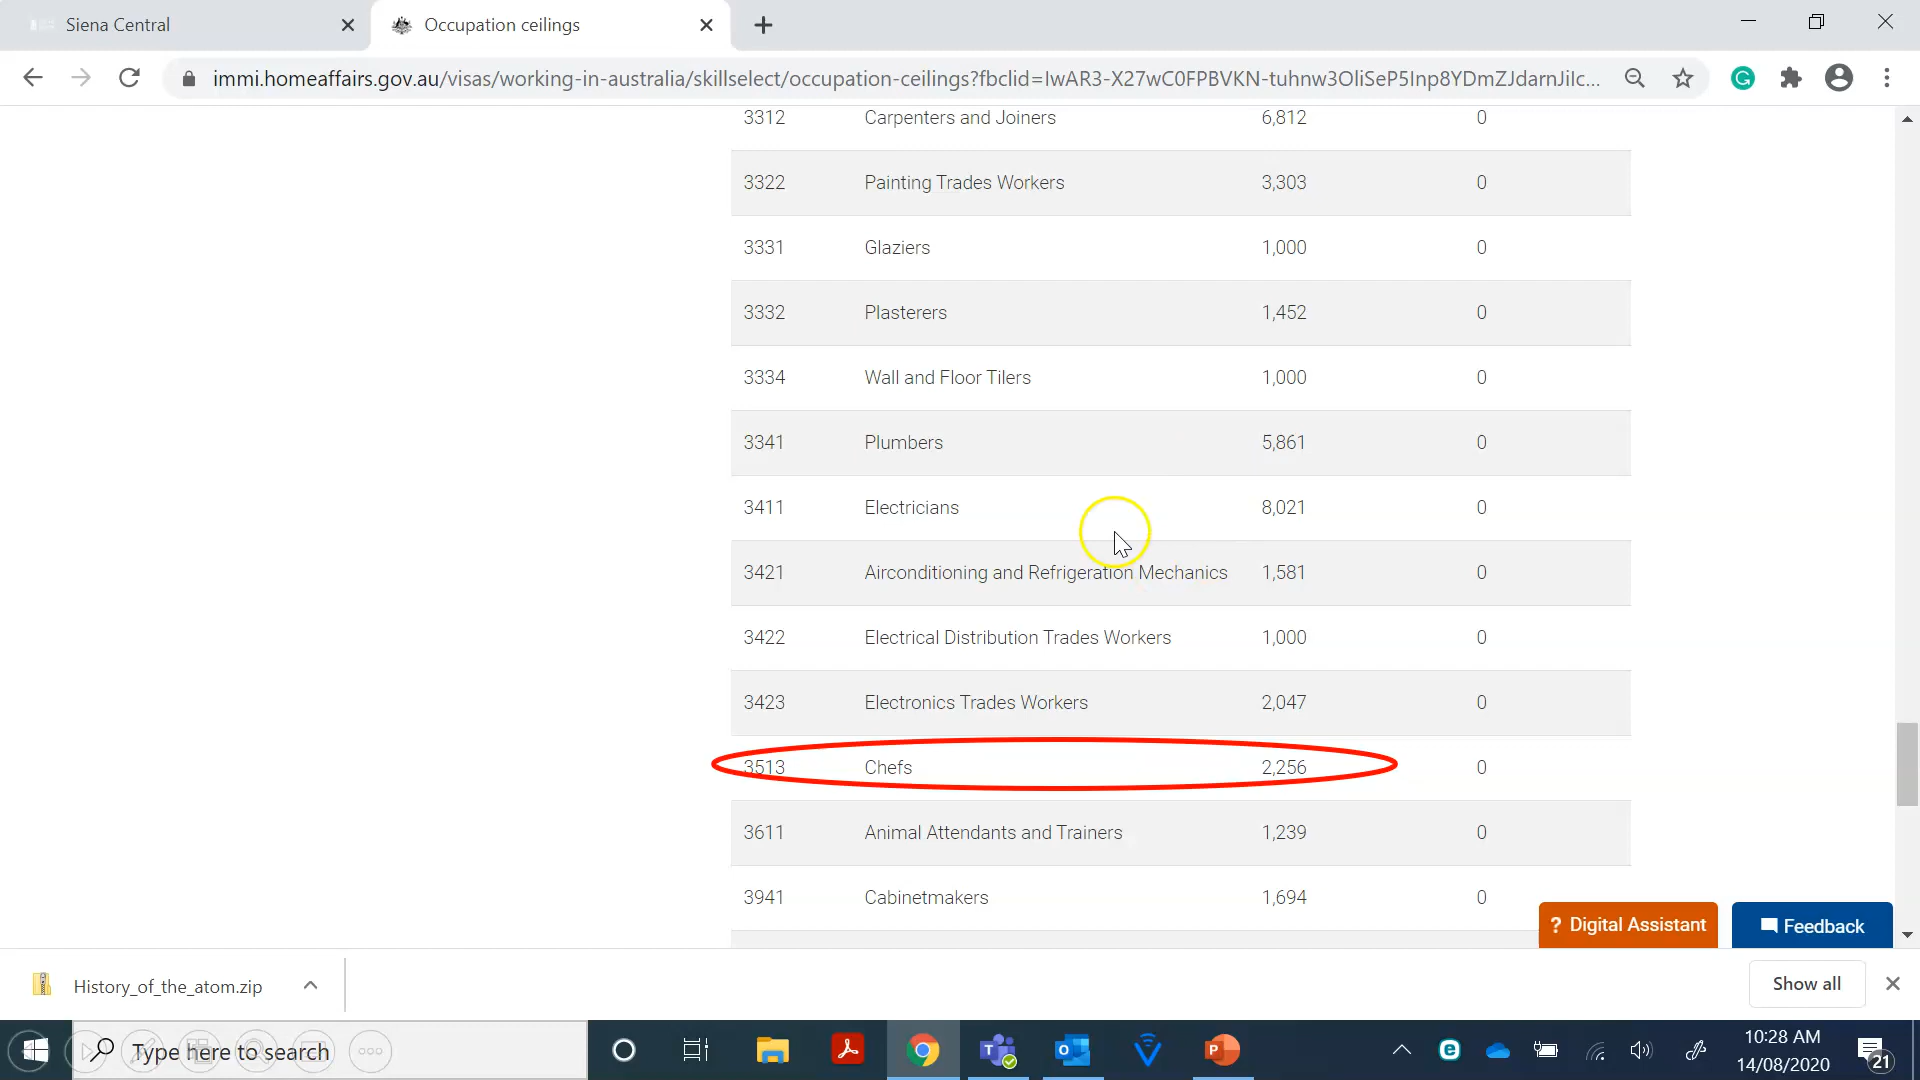 Siena Central
Occupation ceilings
immi.homeaffairs.gov.au/visas/working-in-australia/skillselect/occupation-ceilings?fbclid=IwAR3-X27wC0FPBVKN-tuhnw3OliSeP5Inp8YDmZJdarnJiIc...
3312 Carpenters and Joiners 6,812 0
3322 Painting Trades Workers 3,303 0
3331 Glaziers 1,000 0
3332 Plasterers 1,452 0
3334 Wall and Floor Tilers 1,000 0
3341 Plumbers 5,861 0
3411 Electricians 8,021 0
3421 Airconditioning and Refrigeration Mechanics 1,581 0
3422 Electrical Distribution Trades Workers 1,000 0
3423 Electronics Trades Workers 2,047 0
3513 Chefs 2,256 0
3611 Animal Attendants and Trainers 1,239 0
3941 Cabinetmakers 1,694 0
? Digital Assistant
Feedback
History_of_the_atom.zip
Show all
Type here to search
10:28 AM
14/08/2020
21